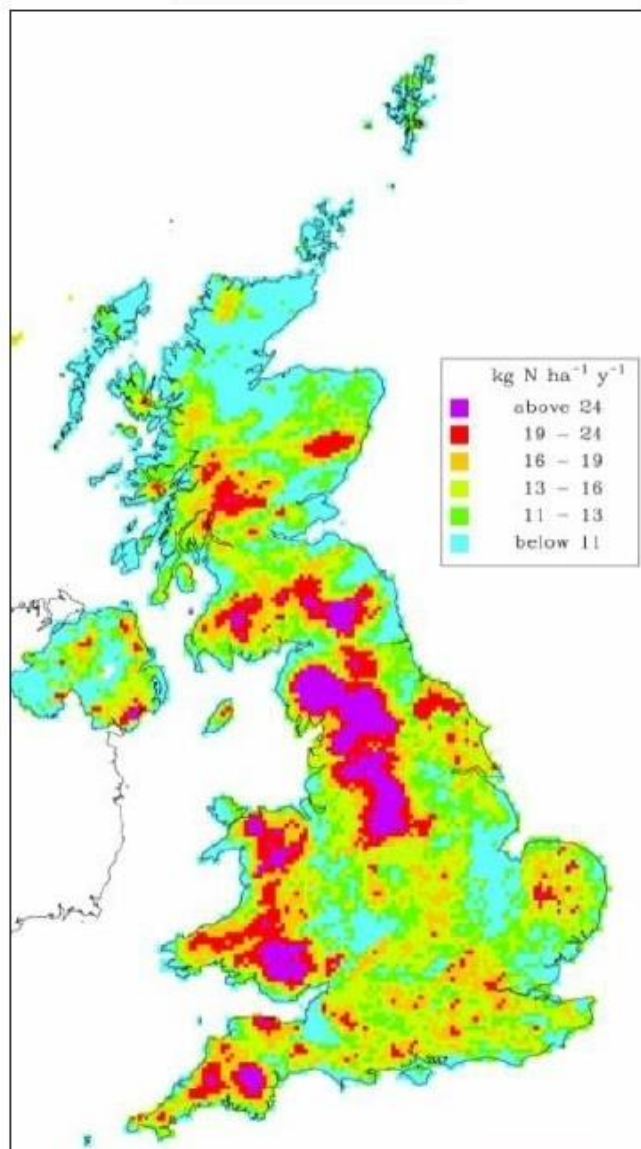 kg N ha⁻¹ y⁻¹
above 24
19 – 24
16 – 19
13 – 16
11 – 13
below 11